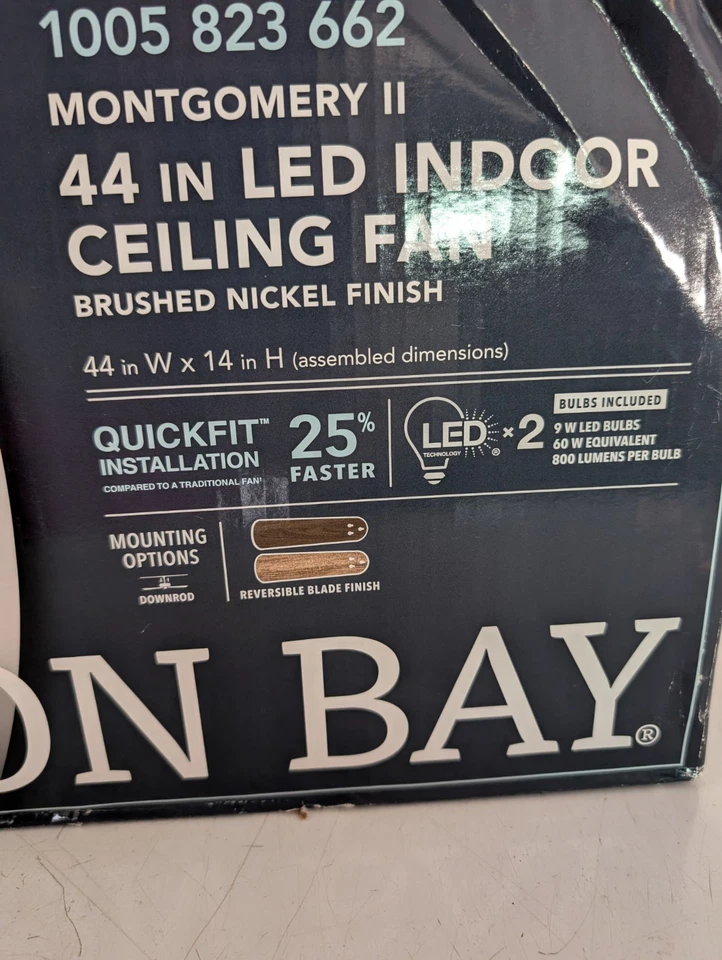 1005 823 662
MONTGOMERY II
44 IN LED INDOOR
CEILING FAN
BRUSHED NICKEL FINISH
44 in W x 14 in H (assembled dimensions)
QUICKFIT™
INSTALLATION
COMPARED TO A TRADITIONAL FAN¹
25%
FASTER
LED
TECHNOLOGY
®
×2
BULBS INCLUDED
9 W LED BULBS
60 W EQUIVALENT
800 LUMENS PER BULB
MOUNTING
OPTIONS
DOWNROD
REVERSIBLE BLADE FINISH
ON BAY®